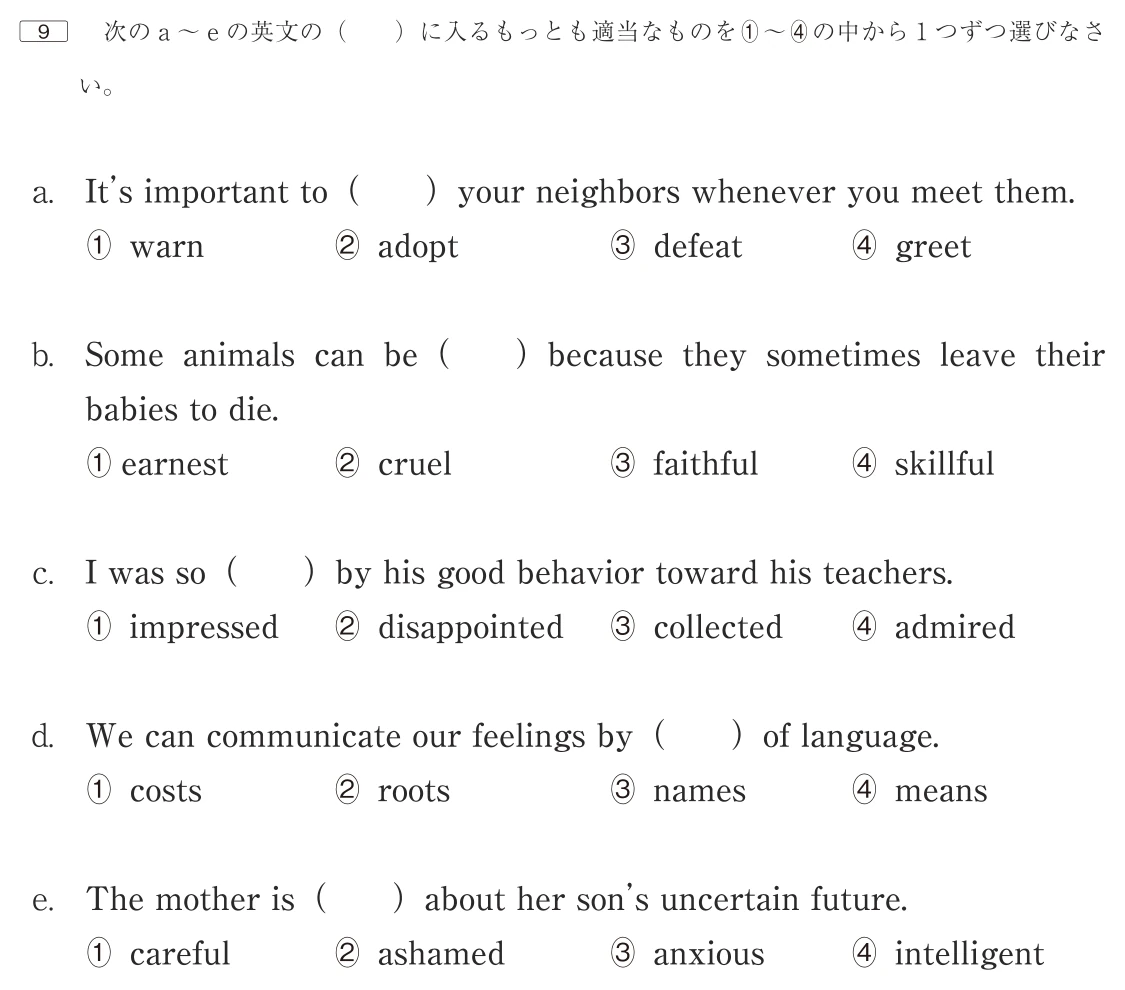 9 次のa～eの英文の（　　）に入るもっとも適当なものを①～④の中から１つずつ選びなさ
い。
a. It’s important to（　　）your neighbors whenever you meet them.
① warn ② adopt ③ defeat ④ greet
b. Some animals can be（　　）because they sometimes leave their
babies to die.
① earnest ② cruel ③ faithful ④ skillful
c. I was so（　　）by his good behavior toward his teachers.
① impressed ② disappointed ③ collected ④ admired
d. We can communicate our feelings by（　　）of language.
① costs ② roots ③ names ④ means
e. The mother is（　　）about her son’s uncertain future.
① careful ② ashamed ③ anxious ④ intelligent